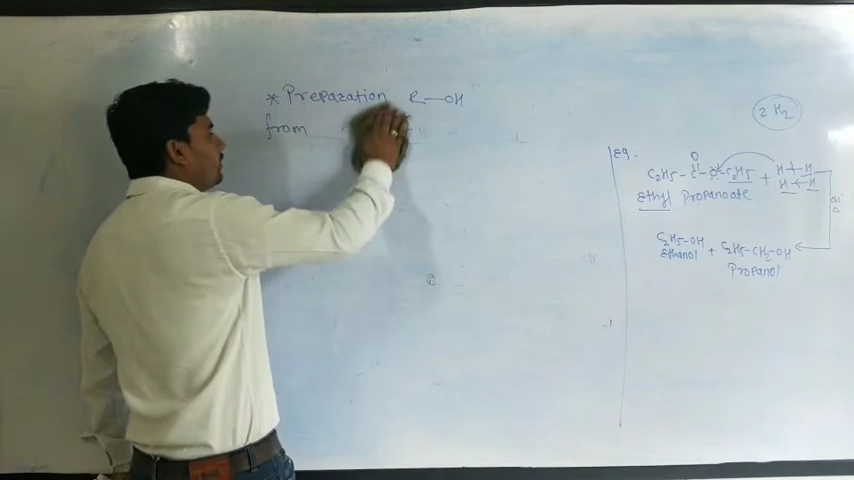 * Preparation R—OH
from
2 H₂
Eg.
O
C₂H₅-C-O-C₂H₅ + H-H
H-H
Ethyl Propanoate
C₂H₅-OH + C₂H₅-CH₂-OH
Ethanol
Propanol